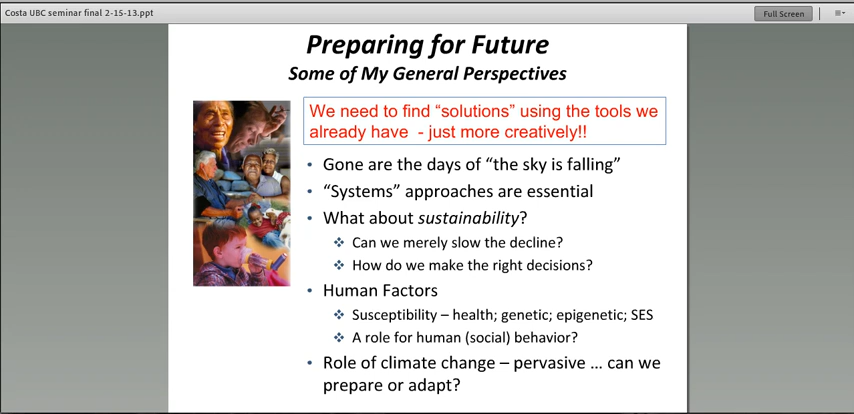 Costa UBC seminar final 2-15-13.ppt
Full Screen
Preparing for Future
Some of My General Perspectives
We need to find “solutions” using the tools we
already have - just more creatively!!
• Gone are the days of “the sky is falling”
• “Systems” approaches are essential
• What about sustainability?
❖ Can we merely slow the decline?
❖ How do we make the right decisions?
• Human Factors
❖ Susceptibility – health; genetic; epigenetic; SES
❖ A role for human (social) behavior?
• Role of climate change – pervasive … can we
prepare or adapt?